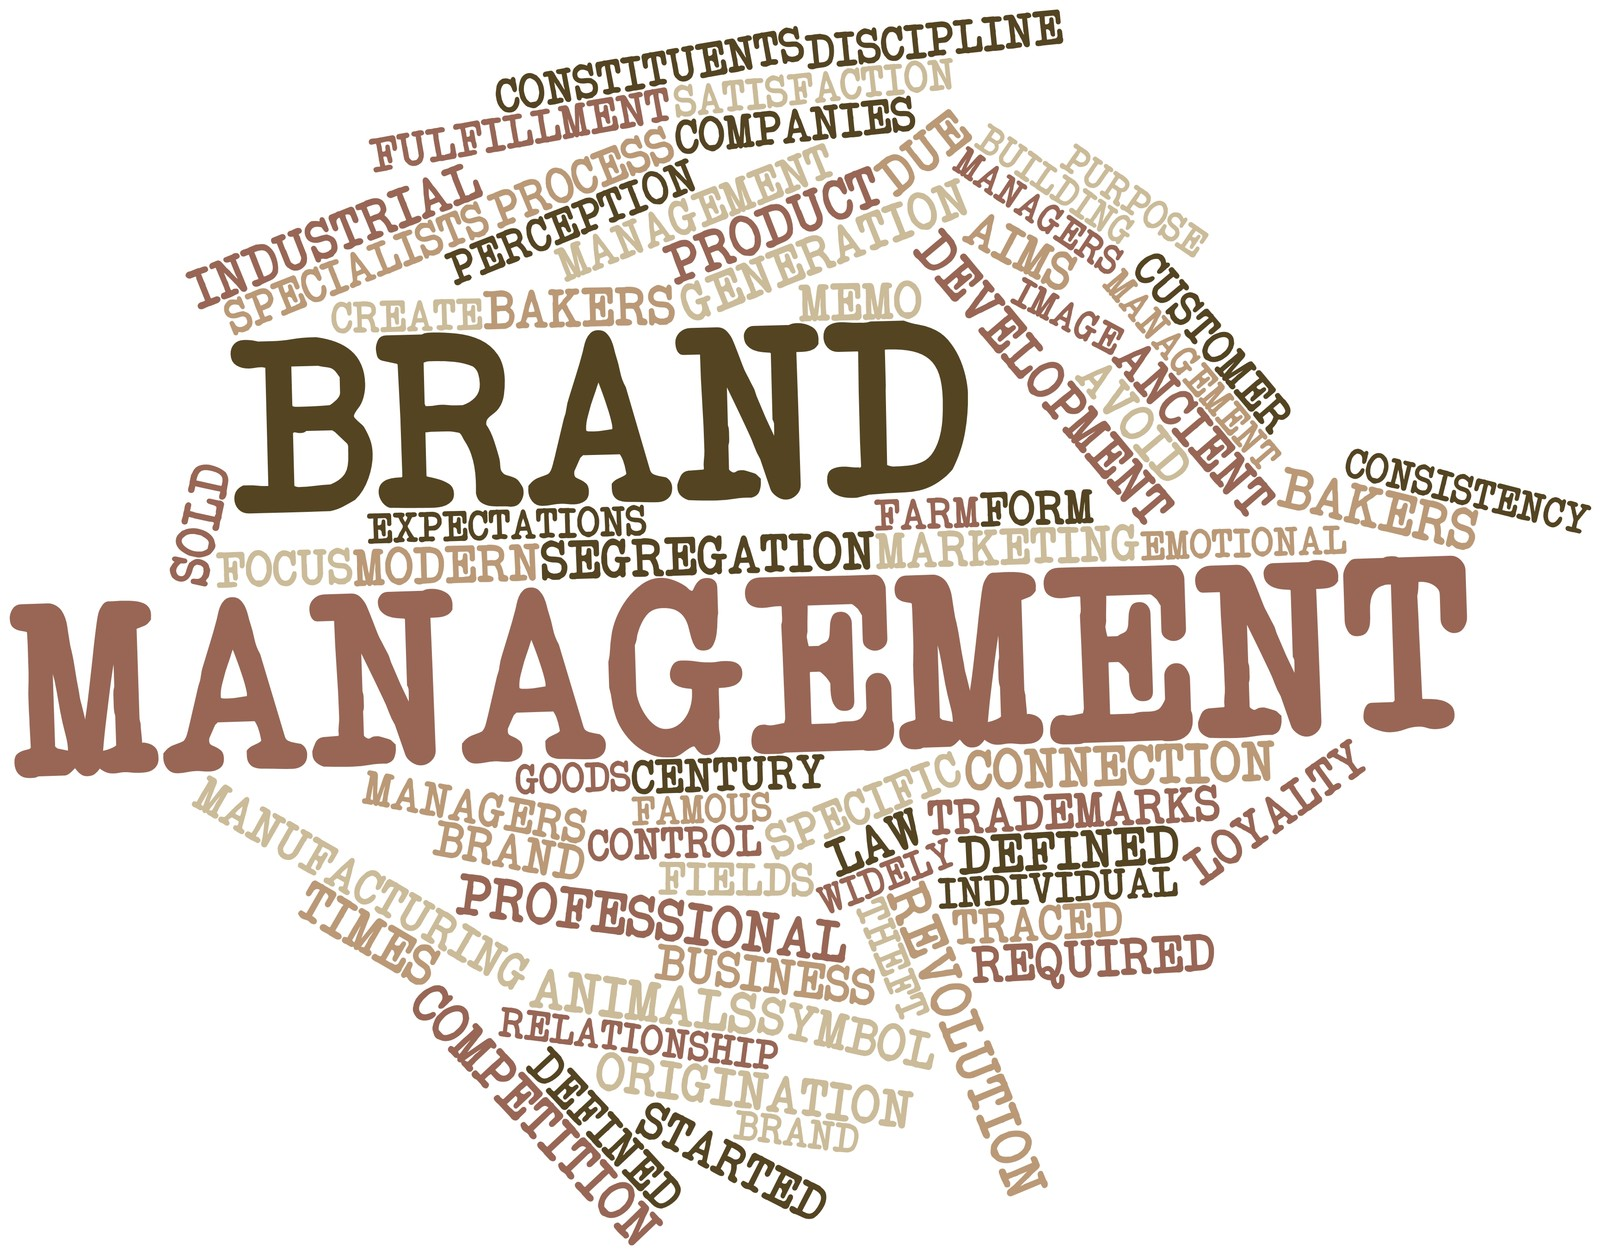 CONSTITUENTS DISCIPLINE
FULFILLMENT SATISFACTION
INDUSTRIAL PROCESS COMPANIES
SPECIALISTS PERCEPTION
MANAGEMENT
PRODUCT DUE
GENERATION
CREATE BAKERS MEMO
BUILDING PURPOSE
MANAGERS
AIMS
DEVELOPMENT
IMAGE
MANAGEMENT
CUSTOMER
ANCIENT
AVOID
BRAND
CONSISTENCY
BAKERS
SOLD
EXPECTATIONS
FARM FORM
FOCUS MODERN SEGREGATION MARKETING EMOTIONAL
MANAGEMENT
GOODS CENTURY
SPECIFIC CONNECTION
MANAGERS
FAMOUS
TRADEMARKS
LOYALTY
MANUFACTURING
BRAND CONTROL
LAW
DEFINED
FIELDS
WIDELY
INDIVIDUAL
TIMES
PROFESSIONAL
THEFT
REVOLUTION
TRACED
BUSINESS
REQUIRED
ANIMALS SYMBOL
COMPETITION
RELATIONSHIP
DEFINED
ORIGINATION
STARTED
BRAND